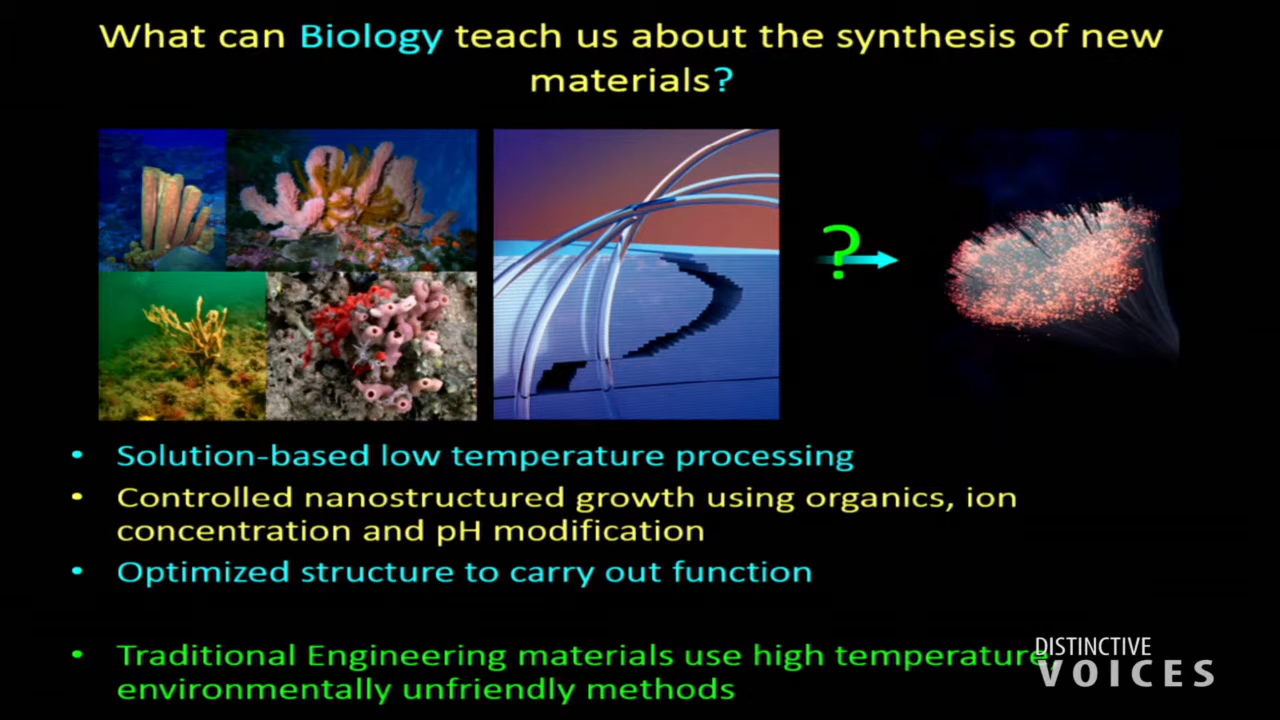 What can Biology teach us about the synthesis of new
materials?
?
• Solution-based low temperature processing
• Controlled nanostructured growth using organics, ion
concentration and pH modification
• Optimized structure to carry out function
• Traditional Engineering materials use high temperature,
environmentally unfriendly methods
DISTINCTIVE
VOICES